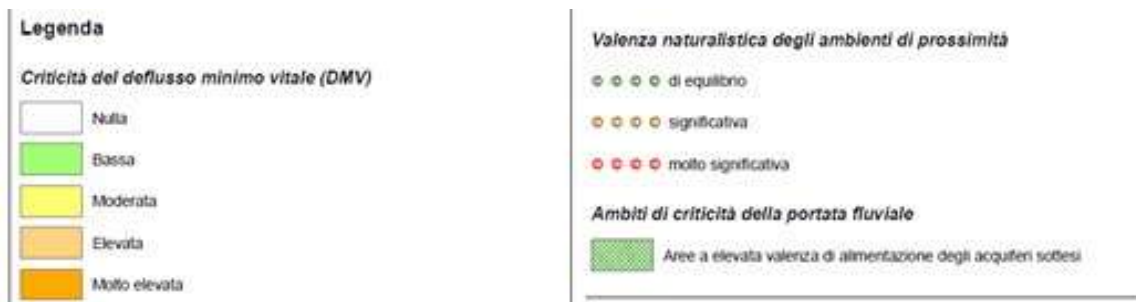 Legenda
Criticità del deflusso minimo vitale (DMV)
Nulla
Bassa
Moderata
Elevata
Molto elevata
Valenza naturalistica degli ambienti di prossimità
di equilibrio
significativa
molto significativa
Ambiti di criticità della portata fluviale
Aree a elevata valenza di alimentazione degli acquiferi sottesi